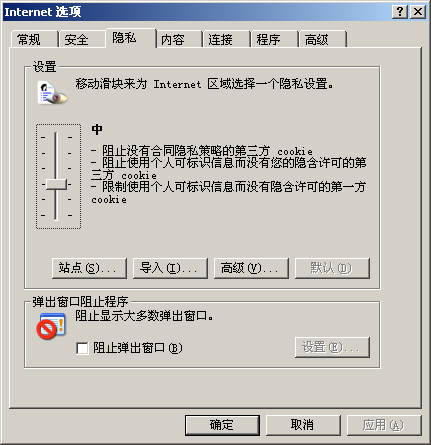 Internet 选项
常规 安全 隐私 内容 连接 程序 高级
设置
移动滑块来为 Internet 区域选择一个隐私设置。
中
- 阻止没有合同隐私策略的第三方 cookie
- 阻止使用个人可标识信息而没有您的隐含许可的第
三方 cookie
- 限制使用个人可标识信息而没有隐含许可的第一方
cookie
站点(S)... 导入(I)... 高级(V)... 默认(D)
弹出窗口阻止程序
阻止显示大多数弹出窗口。
阻止弹出窗口(B) 设置(E)...
确定 取消 应用(A)